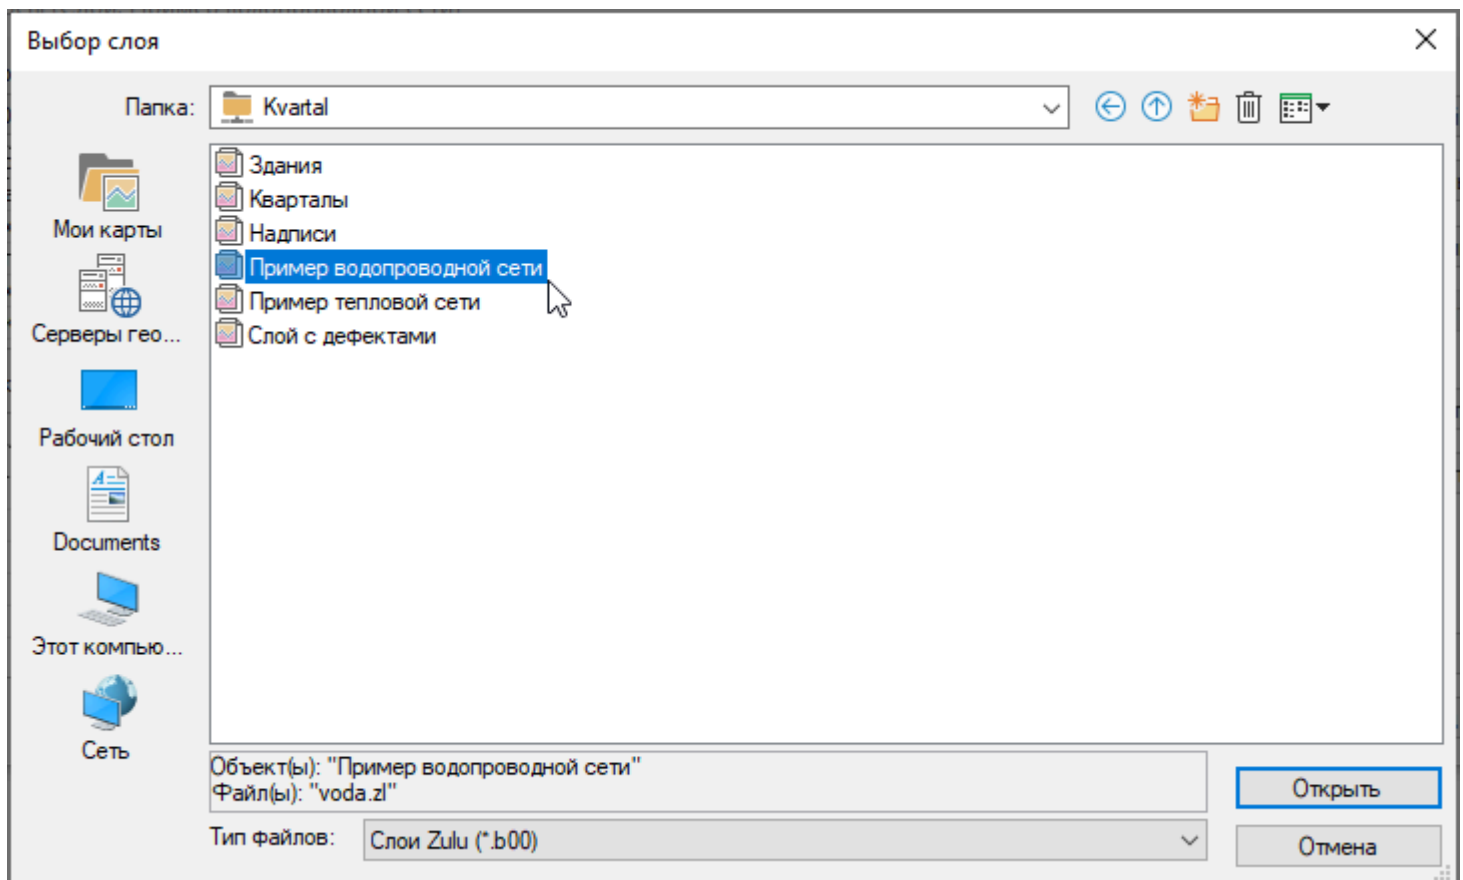 Выбор слоя
Папка:
Kvartal
Мои карты
Серверы гео...
Рабочий стол
Documents
Этот компью...
Сеть
Здания
Кварталы
Надписи
Пример водопроводной сети
Пример тепловой сети
Слой с дефектами
Объект(ы): "Пример водопроводной сети"
Файл(ы): "voda.zl"
Открыть
Тип файлов:
Слои Zulu (*.b00)
Отмена